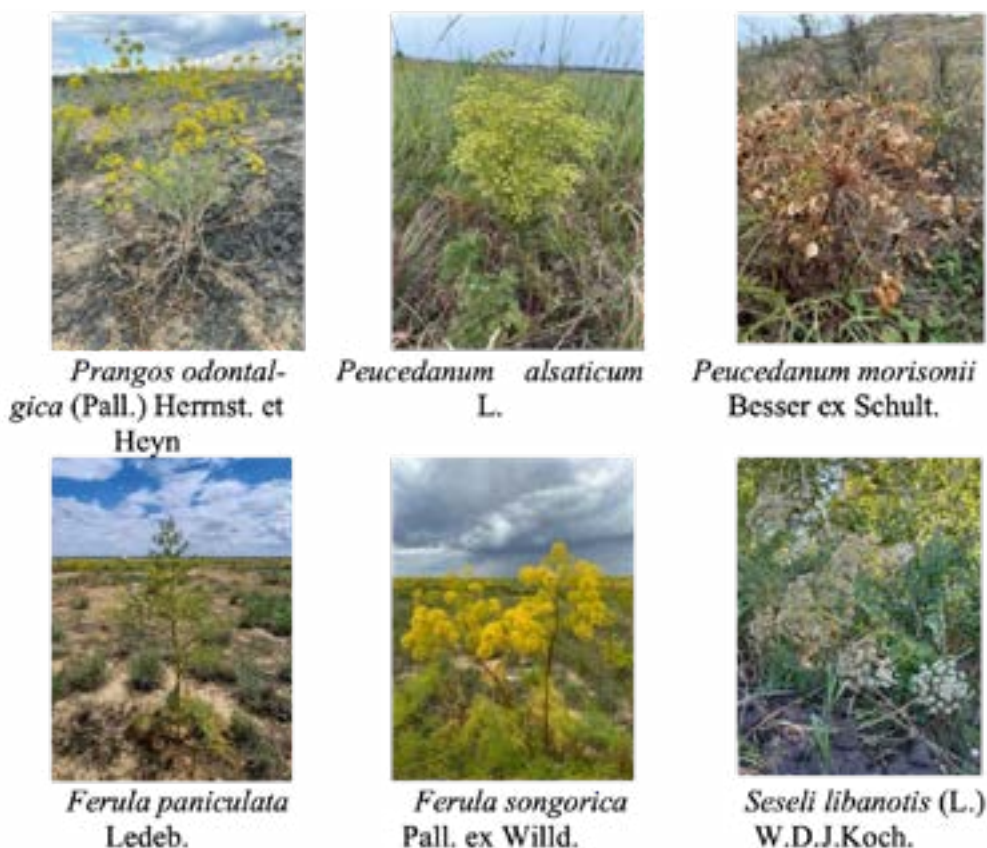 Prangos odontal-
gica (Pall.) Herrnst. et
Heyn
Peucedanum alsaticum
L.
Peucedanum morisonii
Besser ex Schult.
Ferula paniculata
Ledeb.
Ferula songorica
Pall. ex Willd.
Seseli libanotis (L.)
W.D.J.Koch.